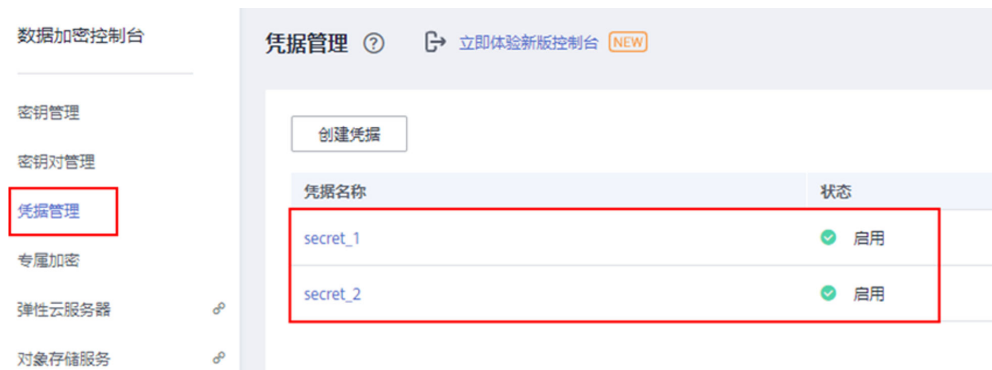 数据加密控制台
密钥管理
密钥对管理
凭据管理
专属加密
弹性云服务器
对象存储服务
凭据管理 ? 立即体验新版控制台 NEW
创建凭据
凭据名称 状态
secret_1 启用
secret_2 启用